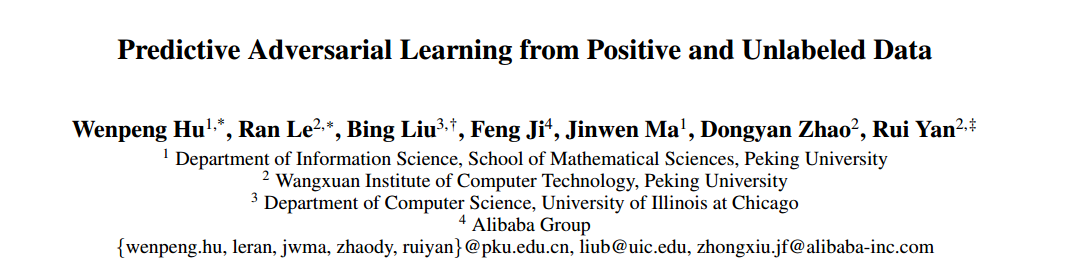 Predictive Adversarial Learning from Positive and Unlabeled Data
Wenpeng Hu1,*, Ran Le2,*, Bing Liu3,†, Feng Ji4, Jinwen Ma1, Dongyan Zhao2, Rui Yan2,‡
1 Department of Information Science, School of Mathematical Sciences, Peking University
2 Wangxuan Institute of Computer Technology, Peking University
3 Department of Computer Science, University of Illinois at Chicago
4 Alibaba Group
{wenpeng.hu, leran, jwma, zhaody, ruiyan}@pku.edu.cn, liub@uic.edu, zhongxiu.jf@alibaba-inc.com